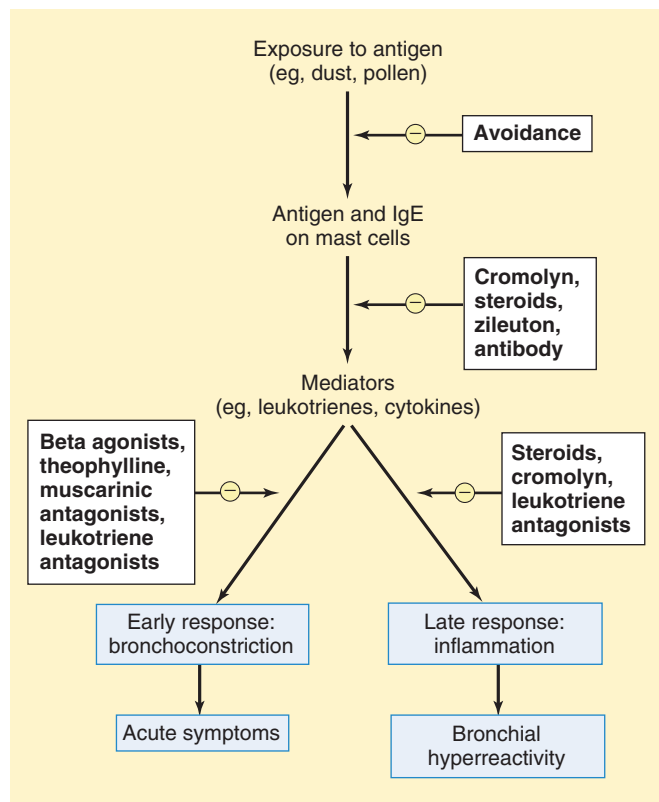 Exposure to antigen
(eg, dust, pollen)
Avoidance
Antigen and IgE
on mast cells
Cromolyn,
steroids,
zileuton,
antibody
Mediators
(eg, leukotrienes, cytokines)
Beta agonists,
theophylline,
muscarinic
antagonists,
leukotriene
antagonists
Steroids,
cromolyn,
leukotriene
antagonists
Early response:
bronchoconstriction
Late response:
inflammation
Acute symptoms
Bronchial
hyperreactivity